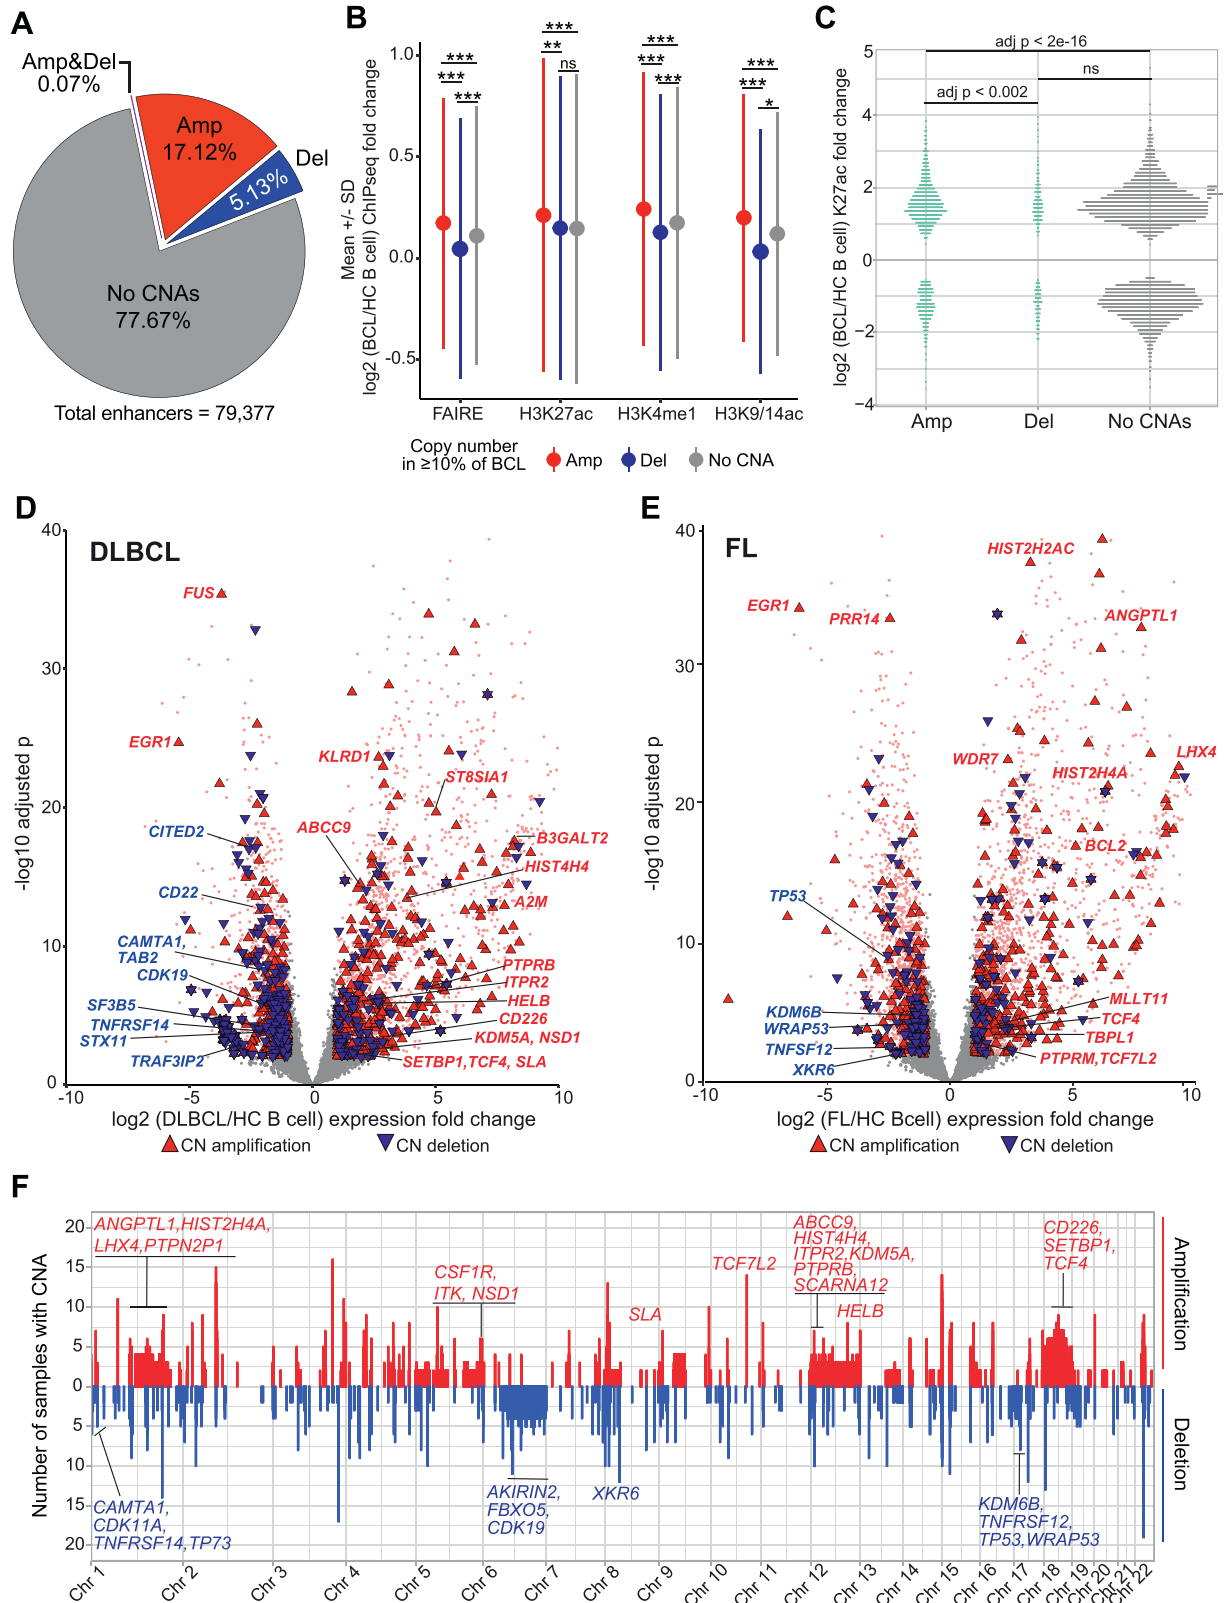 A
Amp&Del
0.07%
Amp
17.12%
Del
5.13%
No CNAs
77.67%
Total enhancers = 79,377
B
Mean +/- SD
log2 (BCL/HC B cell) ChIPseq fold change
1.0
0.5
0.0
-0.5
***
***
***
***
**
ns
***
***
***
***
***
*
FAIRE
H3K27ac
H3K4me1
H3K9/14ac
Copy number
in ≥10% of BCL
Amp
Del
No CNA
C
log2 (BCL/HC B cell) K27ac fold change
5
4
2
0
−2
−4
adj p < 2e-16
ns
adj p < 0.002
Amp
Del
No CNAs
D
DLBCL
-log10 adjusted p
40
30
20
10
0
FUS
EGR1
KLRD1
ST8SIA1
CITED2
ABCC9
B3GALT2
HIST4H4
CD22
A2M
CAMTA1,
TAB2
CDK19
PTPRB
ITPR2
SF3B5
HELB
TNFRSF14
CD226
STX11
KDM5A, NSD1
TRAF3IP2
SETBP1,TCF4, SLA
-10
-5
0
5
10
log2 (DLBCL/HC B cell) expression fold change
CN amplification
CN deletion
E
FL
-log10 adjusted p
40
30
20
10
0
HIST2H2AC
EGR1
PRR14
ANGPTL1
WDR7
LHX4
HIST2H4A
BCL2
TP53
KDM6B
MLLT11
WRAP53
TCF4
TNFSF12
TBPL1
XKR6
PTPRM,TCF7L2
-10
-5
0
5
10
log2 (FL/HC Bcell) expression fold change
CN amplification
CN deletion
F
Number of samples with CNA
20
15
10
5
0
5
10
15
20
ANGPTL1,HIST2H4A,
LHX4,PTPN2P1
CSF1R,
ITK, NSD1
SLA
TCF7L2
ABCC9,
HIST4H4,
ITPR2,KDM5A,
PTPRB,
SCARNA12
HELB
CD226,
SETBP1,
TCF4
Amplification
Deletion
CAMTA1,
CDK11A,
TNFRSF14,TP73
AKIRIN2,
FBXO5,
CDK19
XKR6
KDM6B,
TNFRSF12,
TP53,WRAP53
Chr 1
Chr 2
Chr 3
Chr 4
Chr 5
Chr 6
Chr 7
Chr 8
Chr 9
Chr 10
Chr 11
Chr 12
Chr 13
Chr 14
Chr 15
Chr 16
Chr 17
Chr 18
Chr 19
Chr 20
Chr 21
Chr 22